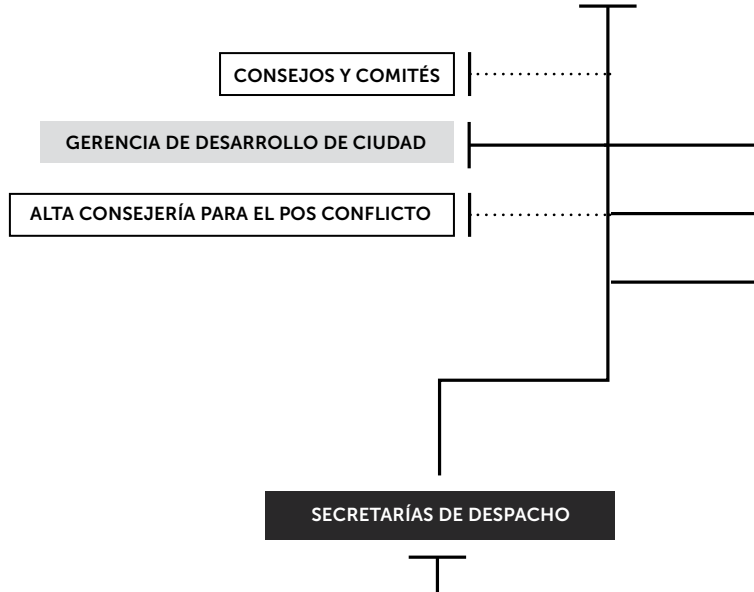 CONSEJOS Y COMITÉS
GERENCIA DE DESARROLLO DE CIUDAD
ALTA CONSEJERÍA PARA EL POS CONFLICTO
SECRETARÍAS DE DESPACHO